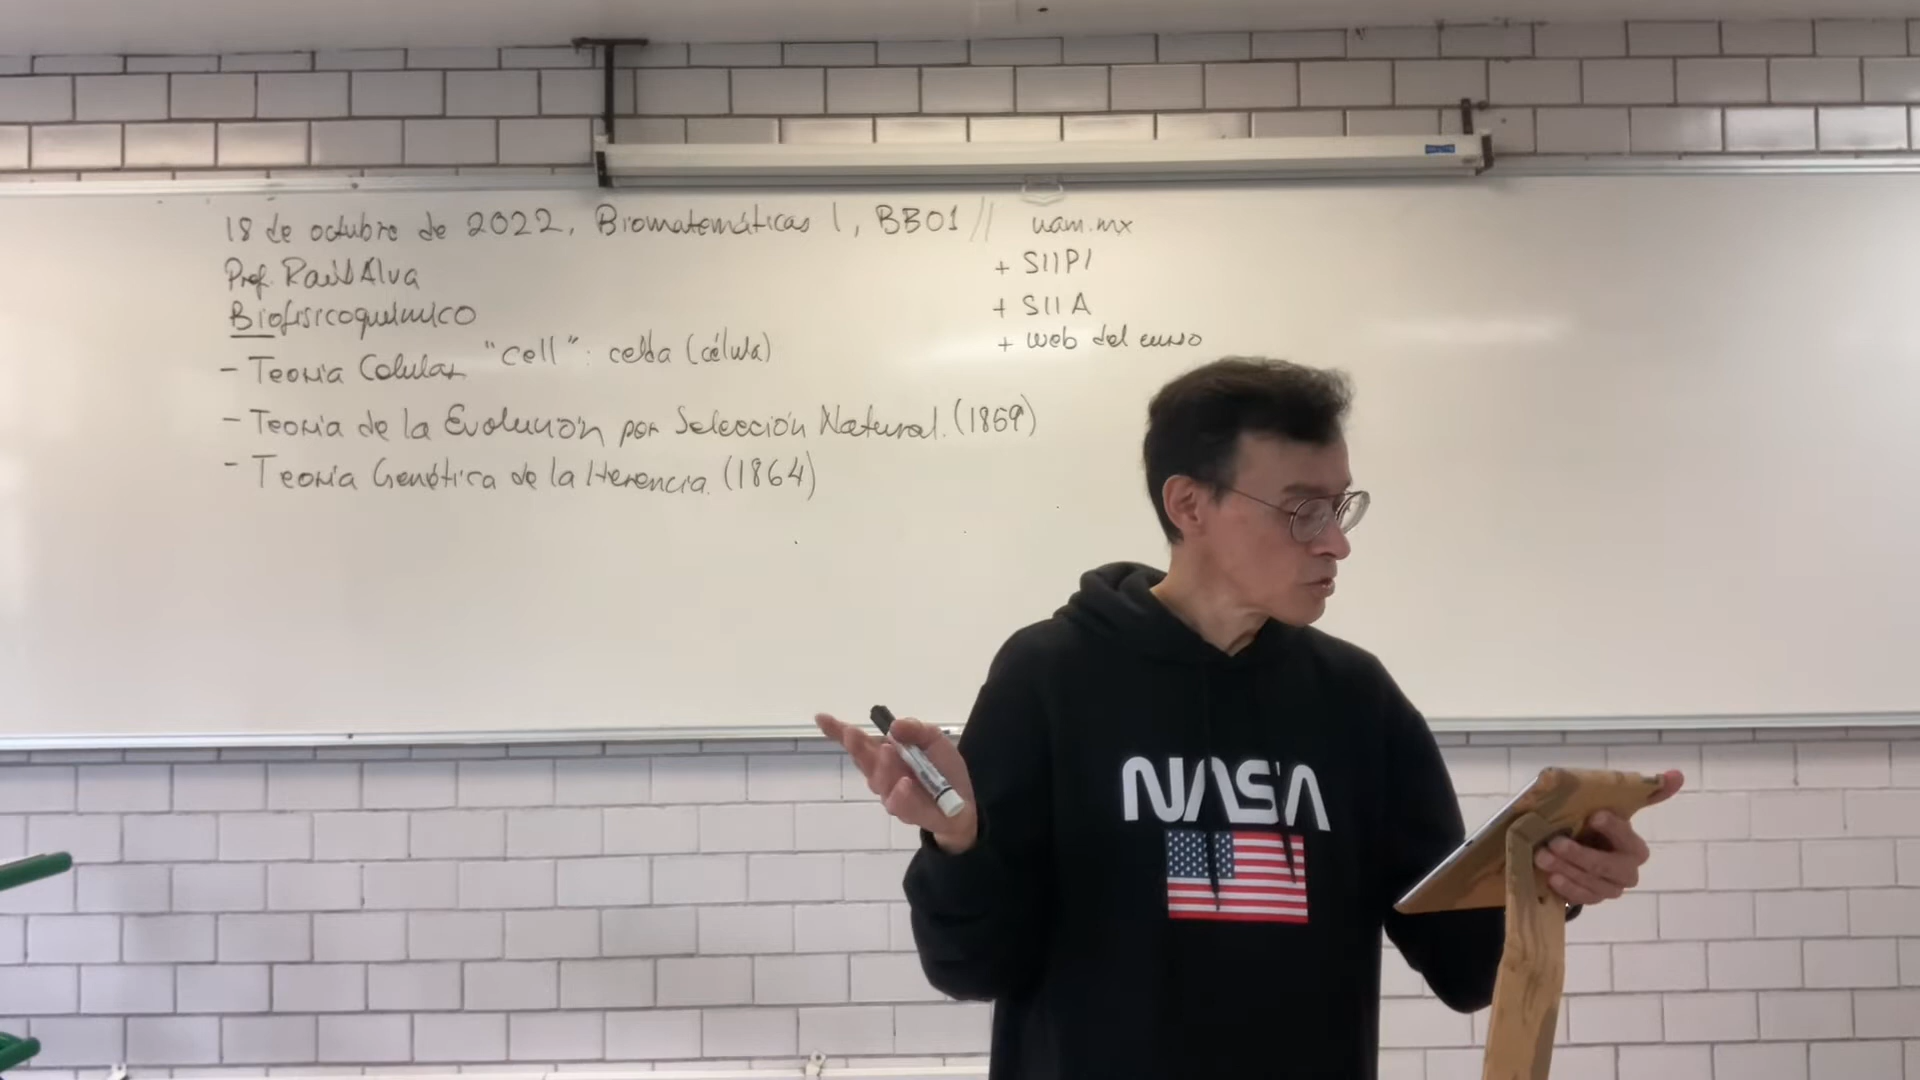 18 de octubre de 2022, Biomatemáticas I, BB01 //
Prof. Raúl Alva
Biofisicoquímico
- Teoría Celular "cell": celda (célula)
- Teoría de la Evolución por Selección Natural. (1859)
- Teoría Genética de la Herencia. (1864)
uam.mx
+ SIIPI
+ SIIA
+ web del curso
NASA